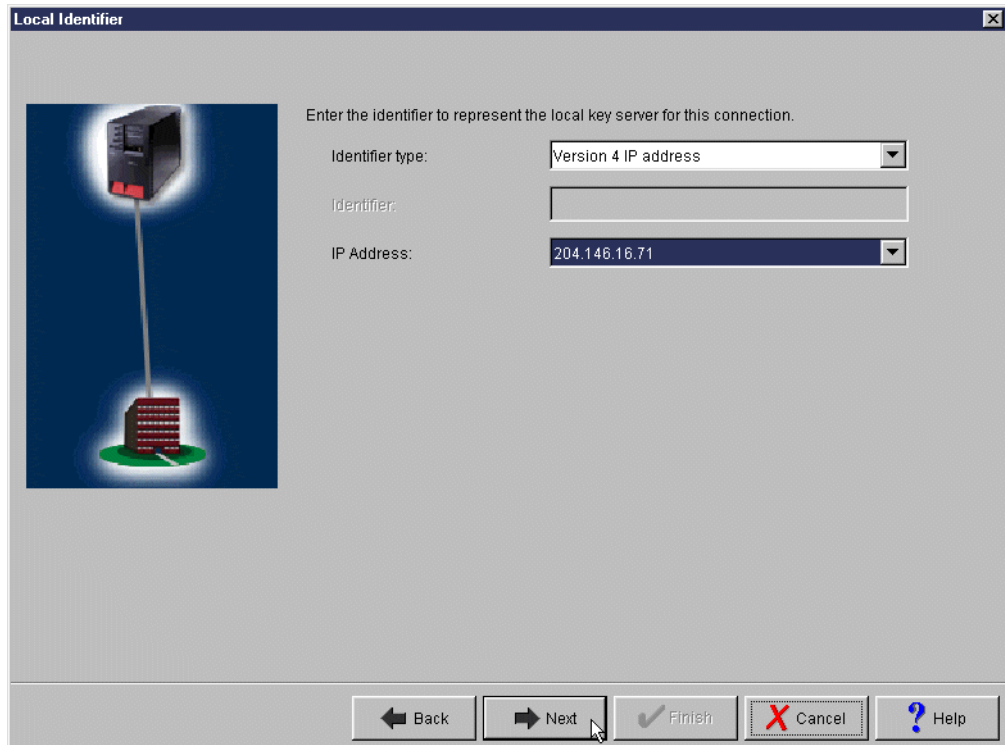 Local Identifier
Enter the identifier to represent the local key server for this connection.
Identifier type: Version 4 IP address
Identifier:
IP Address: 204.146.16.71
Back Next Finish Cancel ? Help